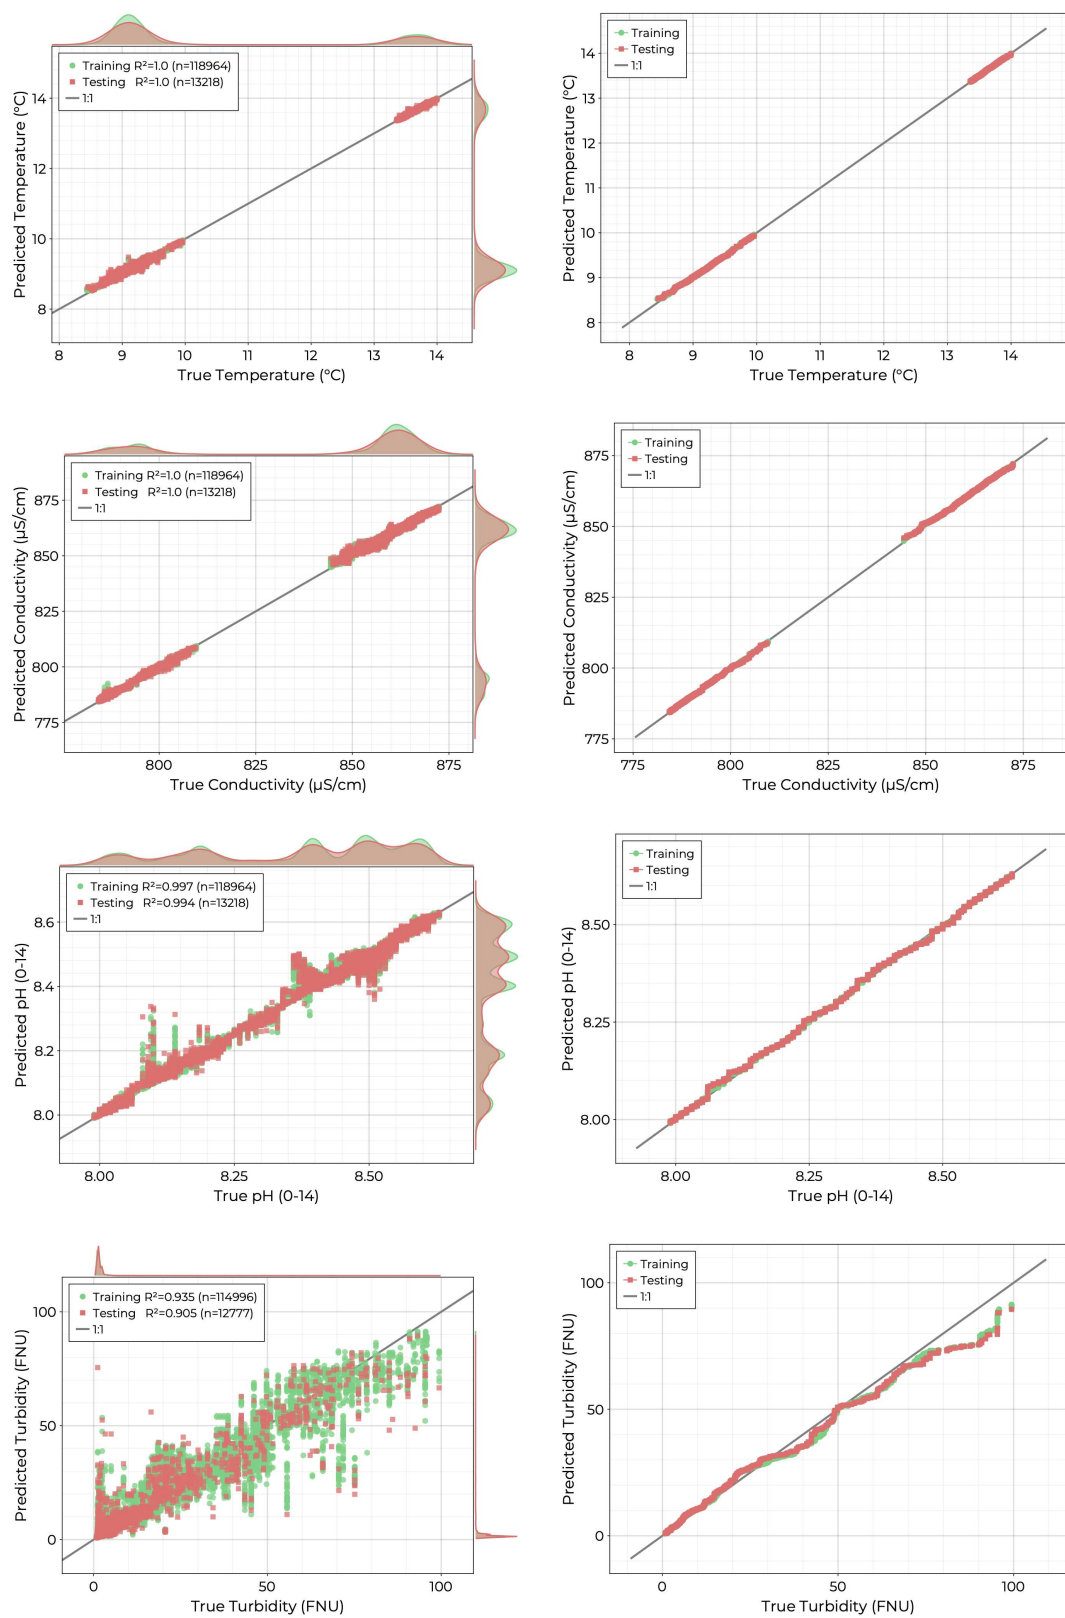 Training R²=1.0 (n=118964)
Testing R²=1.0 (n=13218)
1:1
14
12
10
8
Predicted Temperature (°C)
8 9 10 11 12 13 14
True Temperature (°C)
Training
Testing
1:1
14
13
12
11
10
9
8
Predicted Temperature (°C)
8 9 10 11 12 13 14
True Temperature (°C)
Training R²=1.0 (n=118964)
Testing R²=1.0 (n=13218)
1:1
875
850
825
800
775
Predicted Conductivity (µS/cm)
800 825 850 875
True Conductivity (µS/cm)
Training
Testing
1:1
875
850
825
800
775
Predicted Conductivity (µS/cm)
775 800 825 850 875
True Conductivity (µS/cm)
Training R²=0.997 (n=118964)
Testing R²=0.994 (n=13218)
1:1
8.6
8.4
8.2
8.0
Predicted pH (0-14)
8.00 8.25 8.50
True pH (0-14)
Training
Testing
1:1
8.50
8.25
8.00
Predicted pH (0-14)
8.00 8.25 8.50
True pH (0-14)
Training R²=0.935 (n=114996)
Testing R²=0.905 (n=12777)
1:1
100
50
0
Predicted Turbidity (FNU)
0 50 100
True Turbidity (FNU)
Training
Testing
1:1
100
50
0
Predicted Turbidity (FNU)
0 50 100
True Turbidity (FNU)